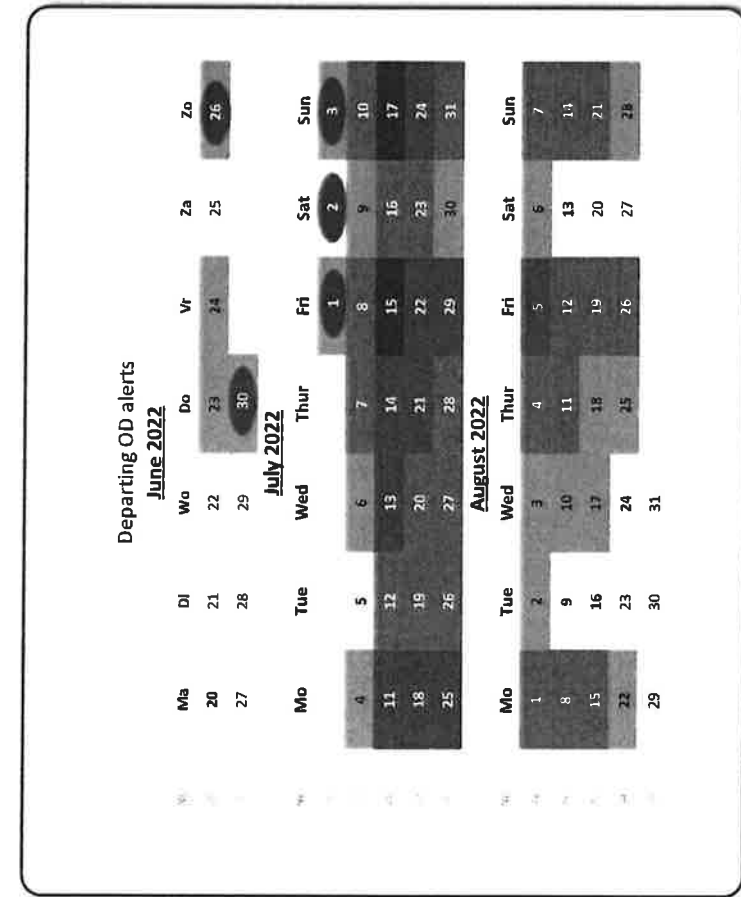 Departing OD alerts
June 2022
Ma Di Wo Do Vr Za Zo
20 21 22 23 24 25 26
27 28 29 30
July 2022
Mo Tue Wed Thur Fri Sat Sun
1 2 3
4 5 6 7 8 9 10
11 12 13 14 15 16 17
18 19 20 21 22 23 24
25 26 27 28 29 30 31
August 2022
Mo Tue Wed Thur Fri Sat Sun
1 2 3 4 5 6 7
8 9 10 11 12 13 14
15 16 17 18 19 20 21
22 23 24 25 26 27 28
29 30 31